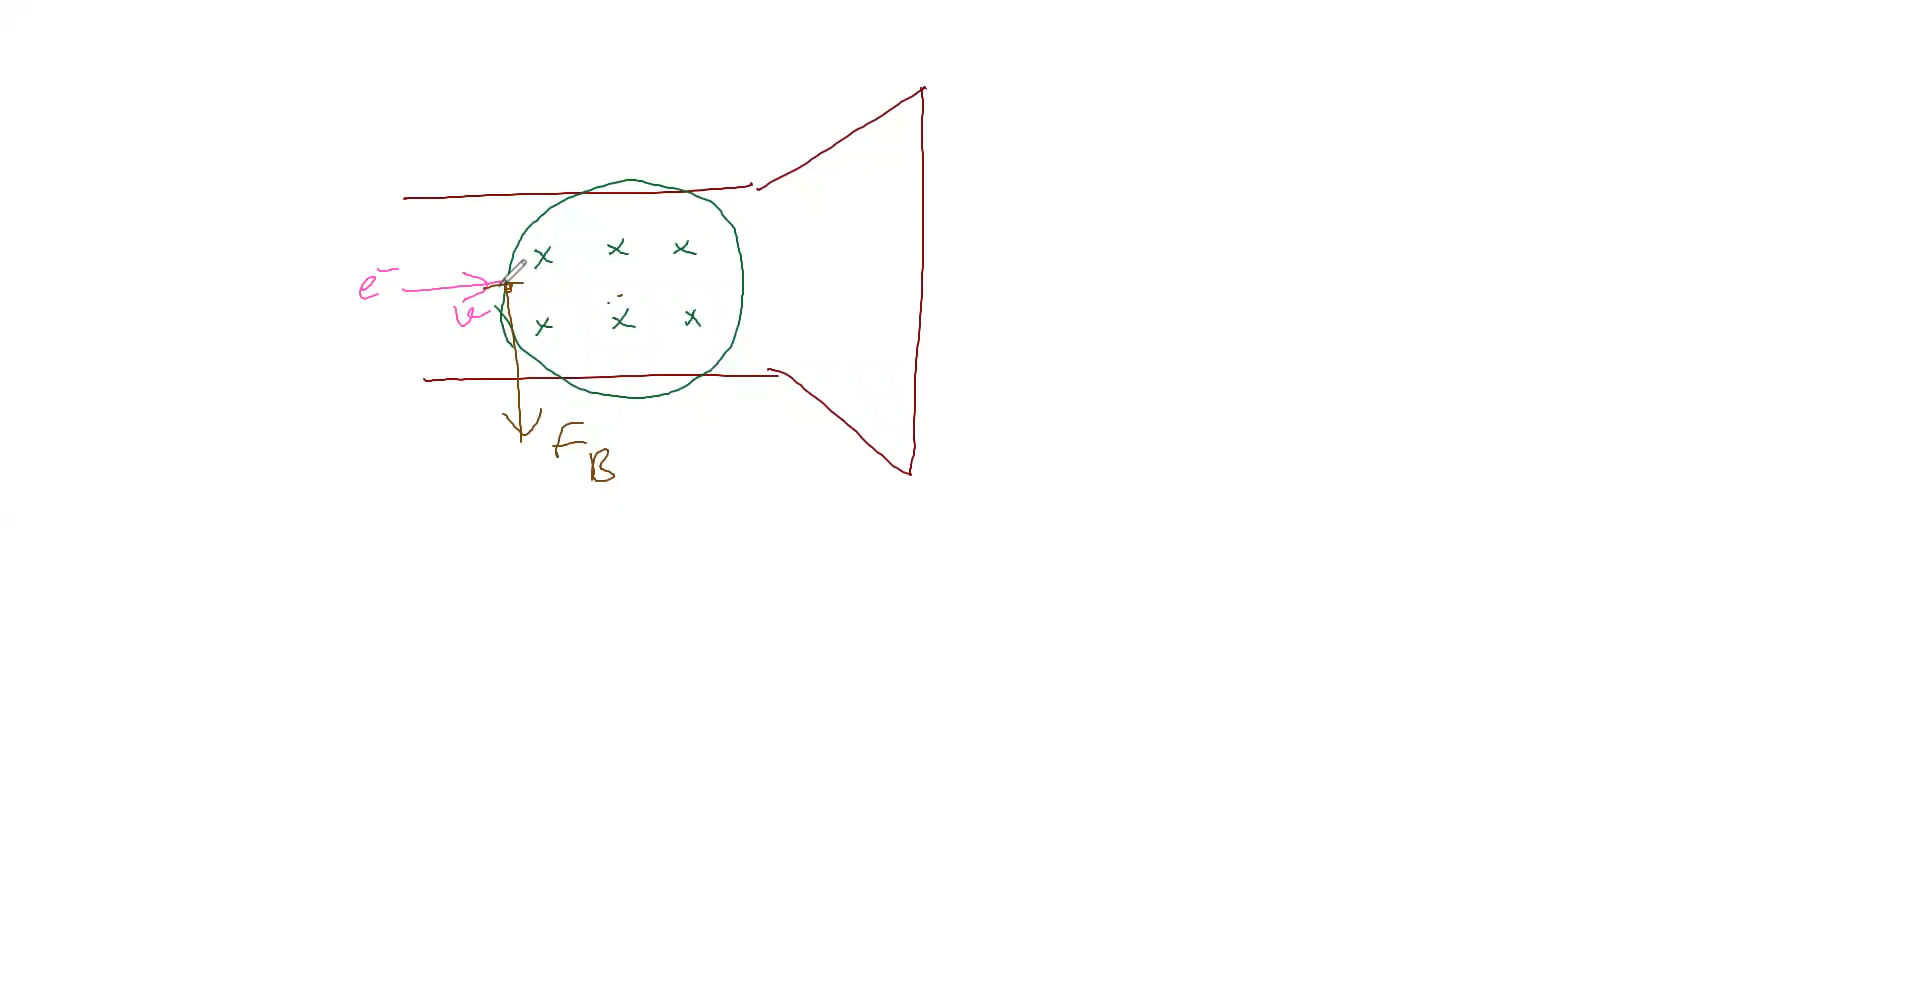 x x x
e⁻
v
x x x
F_B